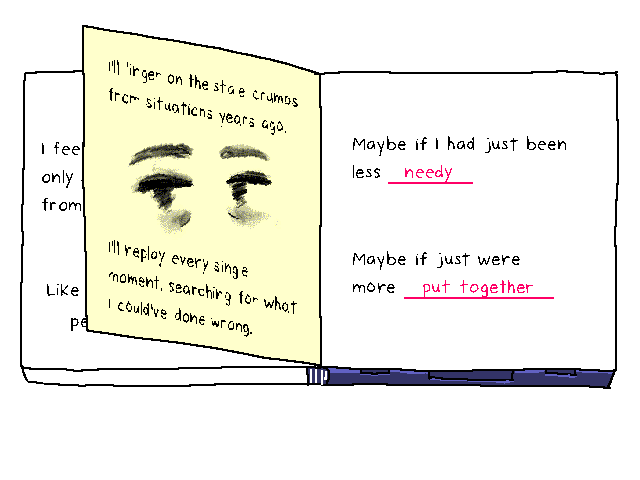 I fee
only
from
Like
pe
I'll linger on the stale crumbs
from situations years ago.
I'll replay every single
moment, searching for what
I could've done wrong.
Maybe if I had just been
less needy
Maybe if just were
more put together